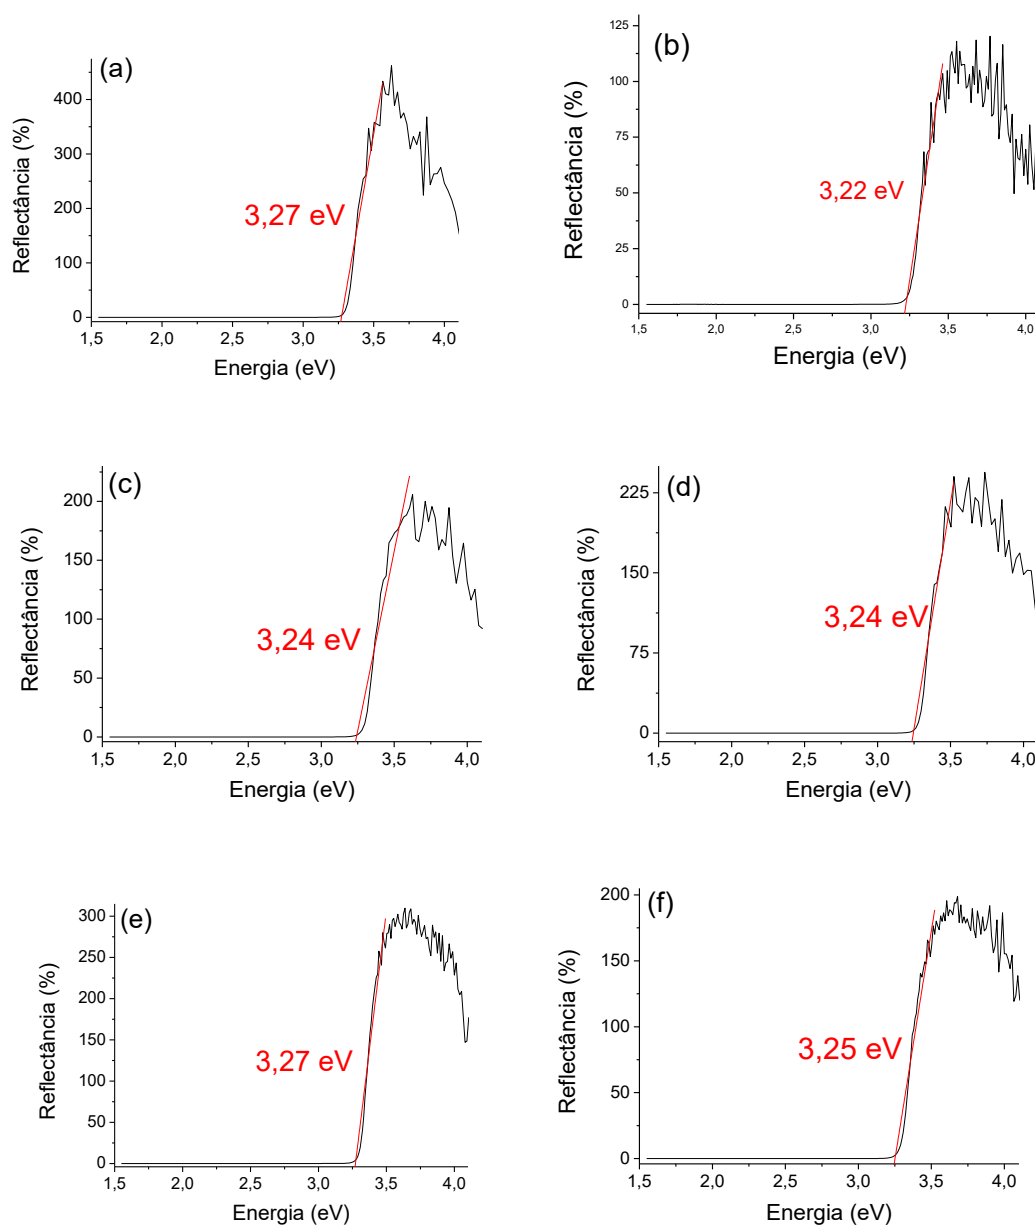 (a)
Reflectância (%)
400
300
200
100
0
3,27 eV
1,5 2,0 2,5 3,0 3,5 4,0
Energia (eV)
(b)
Reflectância (%)
125
100
75
50
25
0
3,22 eV
1,5 2,0 2,5 3,0 3,5 4,0
Energia (eV)
(c)
Reflectância (%)
200
150
100
50
0
3,24 eV
1,5 2,0 2,5 3,0 3,5 4,0
Energia (eV)
(d)
Reflectância (%)
225
150
75
0
3,24 eV
1,5 2,0 2,5 3,0 3,5 4,0
Energia (eV)
(e)
Reflectância (%)
300
250
200
150
100
50
0
3,27 eV
1,5 2,0 2,5 3,0 3,5 4,0
Energia (eV)
(f)
Reflectância (%)
200
150
100
50
0
3,25 eV
1,5 2,0 2,5 3,0 3,5 4,0
Energia (eV)